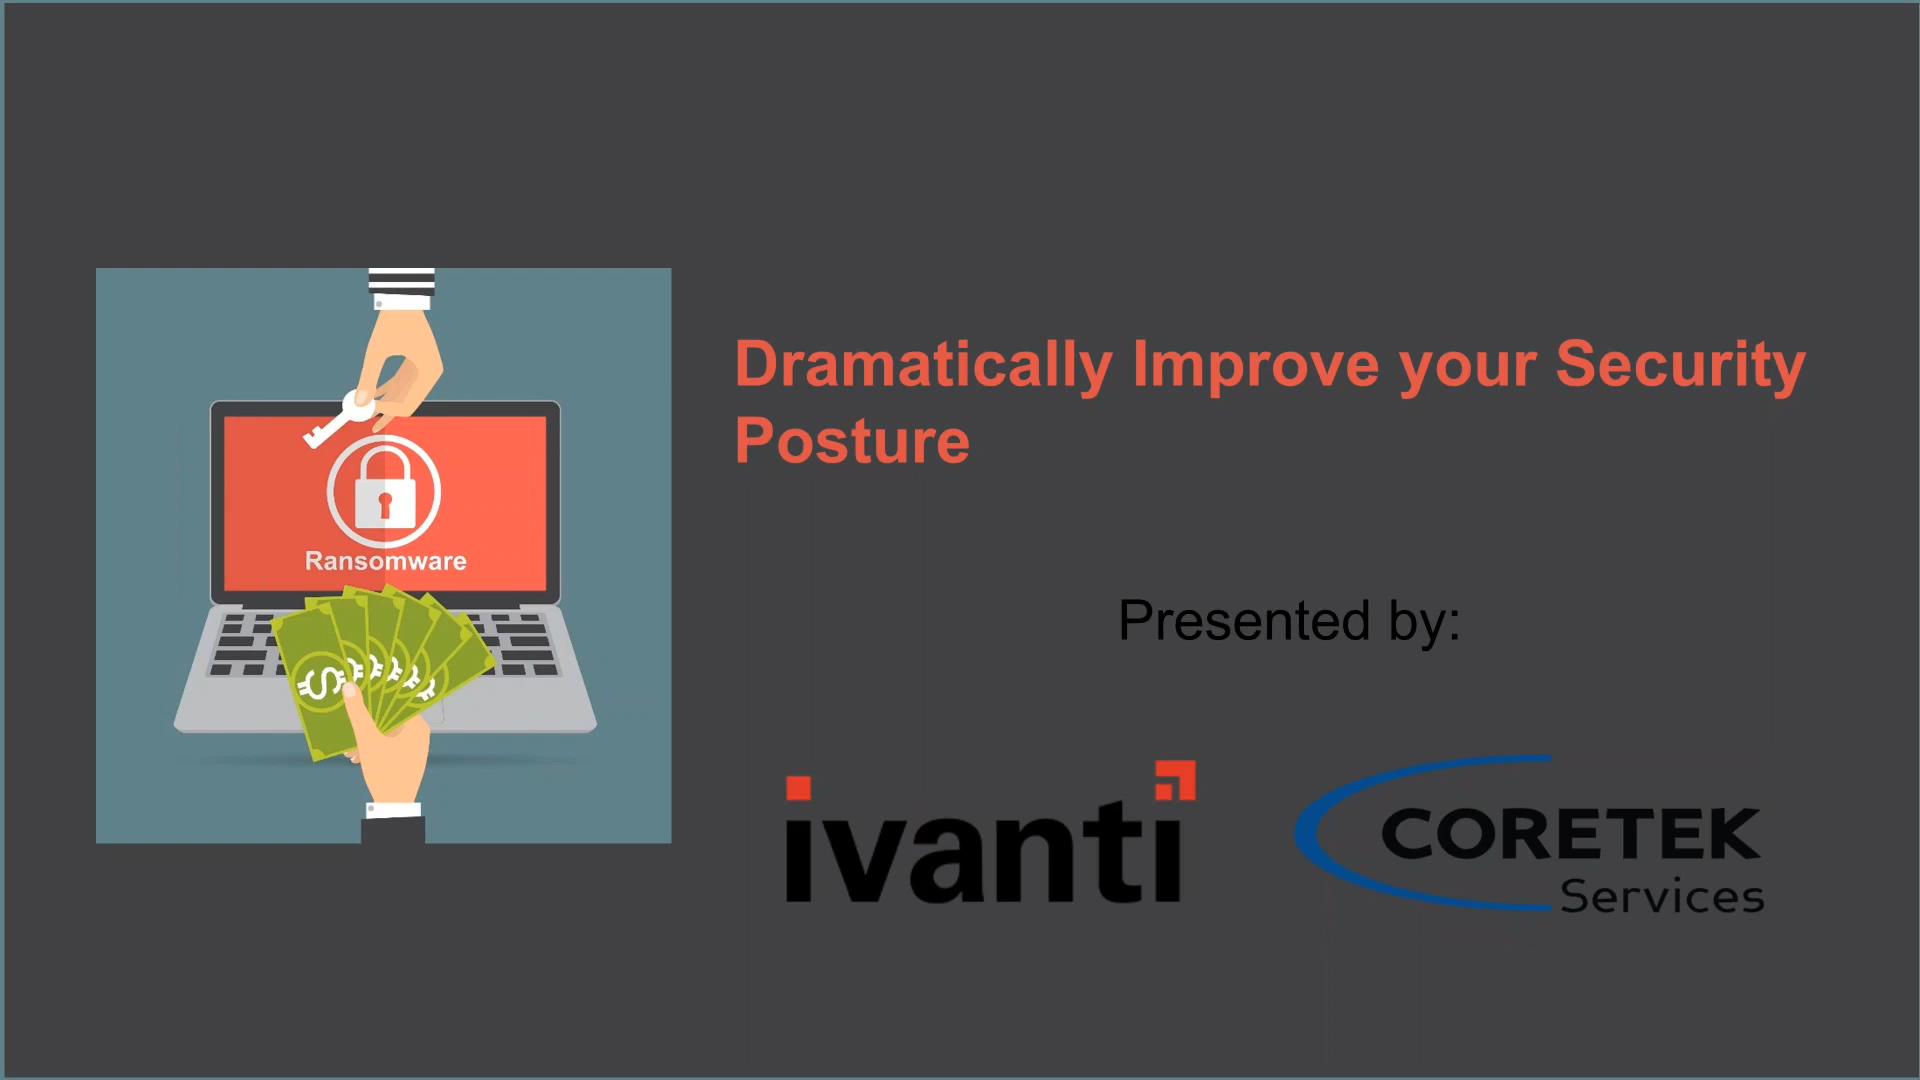 Dramatically Improve your Security
Posture
Ransomware
$
Presented by:
ivanti
CORETEK
Services